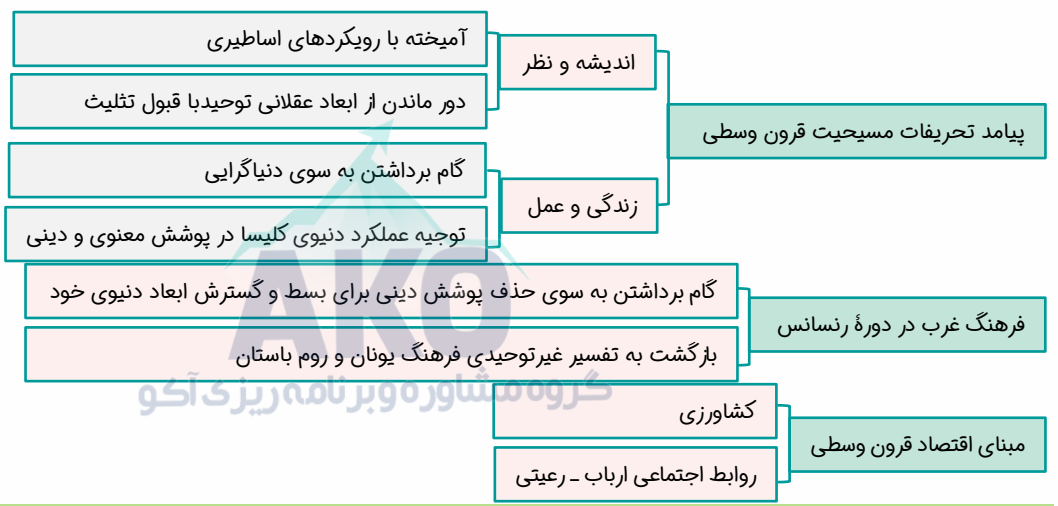 پیامد تحریفات مسیحیت قرون وسطی
اندیشه و نظر
آمیخته با رویکردهای اساطیری
دور ماندن از ابعاد عقلانی توحیدبا قبول تثلیث
زندگی و عمل
گام برداشتن به سوی دنیاگرایی
توجیه عملکرد دنیوی کلیسا در پوشش معنوی و دینی
فرهنگ غرب در دورۀ رنسانس
گام برداشتن به سوی حذف پوشش دینی برای بسط و گسترش ابعاد دنیوی خود
بازگشت به تفسیر غیرتوحیدی فرهنگ یونان و روم باستان
مبنای اقتصاد قرون وسطی
کشاورزی
روابط اجتماعی ارباب ـ رعیتی
AKO
گروه مشاوره و برنامه ریزی آکو